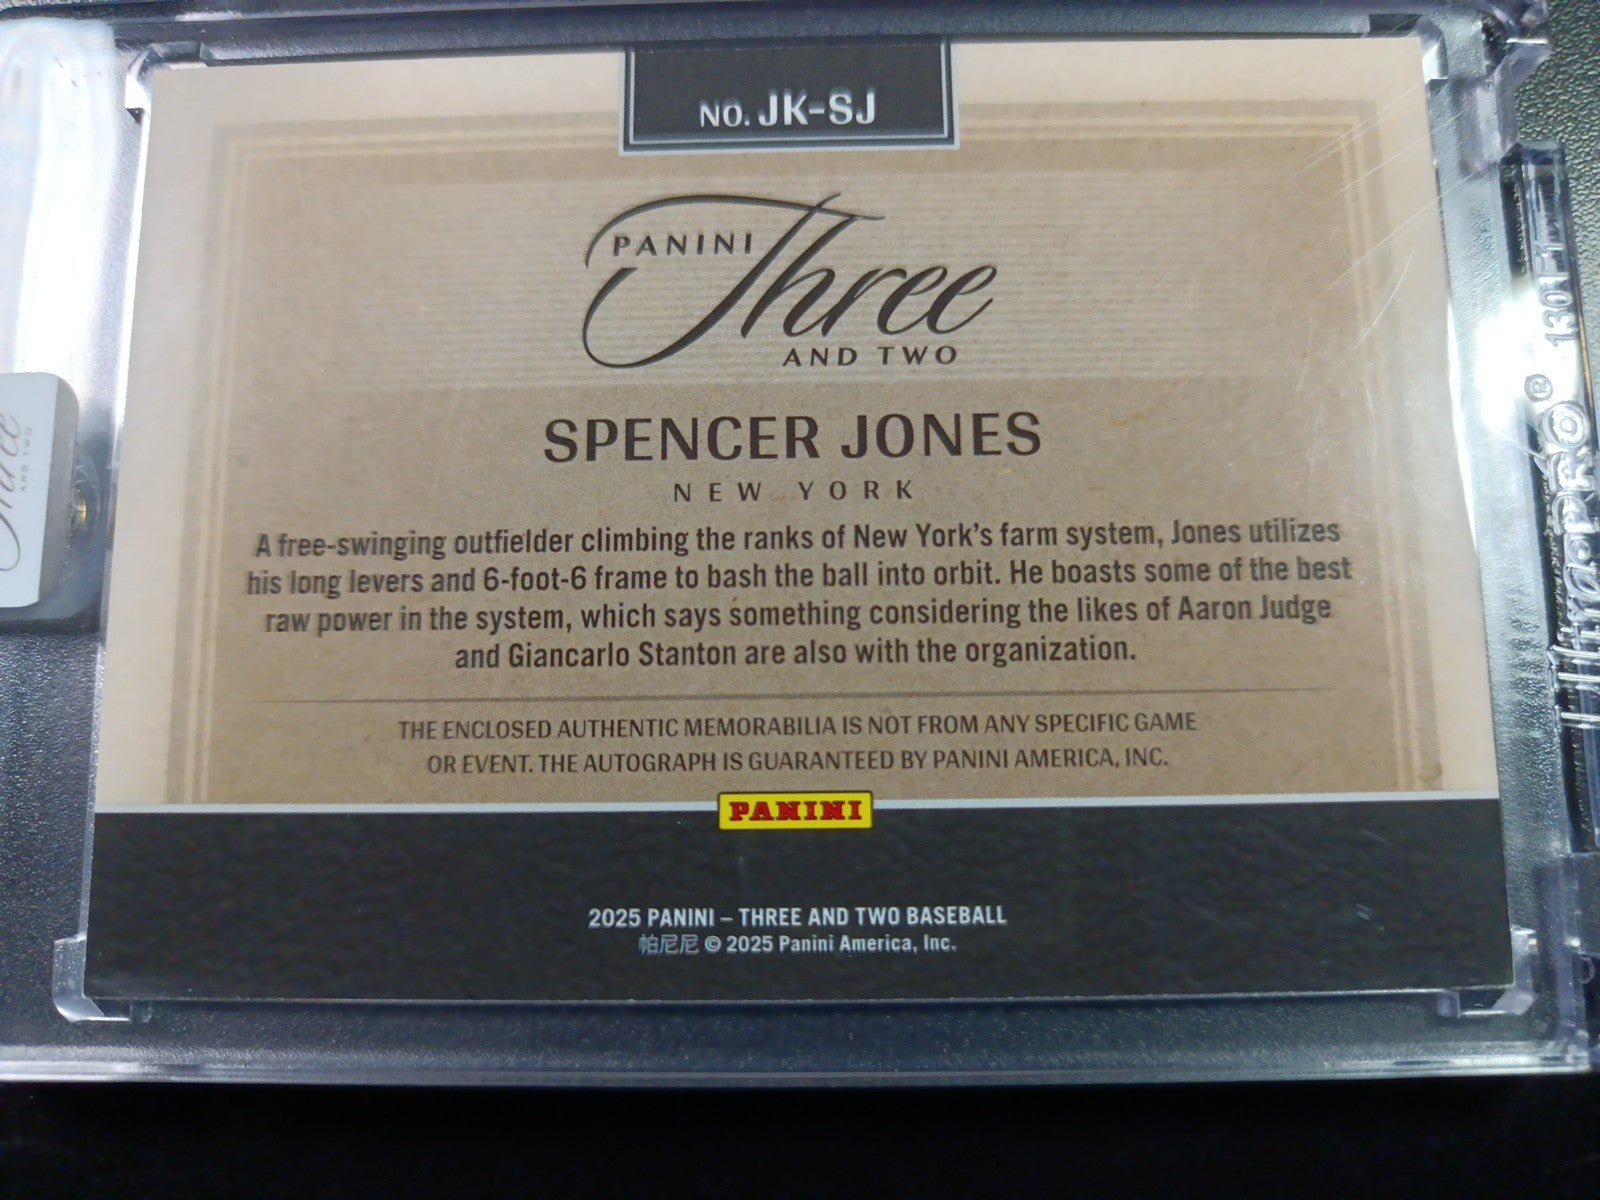 NO. JK-SJ
PANINI
Three
AND TWO
SPENCER JONES
NEW YORK
A free-swinging outfielder climbing the ranks of New York's farm system, Jones utilizes
his long levers and 6-foot-6 frame to bash the ball into orbit. He boasts some of the best
raw power in the system, which says something considering the likes of Aaron Judge
and Giancarlo Stanton are also with the organization.
THE ENCLOSED AUTHENTIC MEMORABILIA IS NOT FROM ANY SPECIFIC GAME
OR EVENT. THE AUTOGRAPH IS GUARANTEED BY PANINI AMERICA, INC.
PANINI
2025 PANINI – THREE AND TWO BASEBALL
帕尼尼 © 2025 Panini America, Inc.
Three
AND TWO
Ultra PRO®